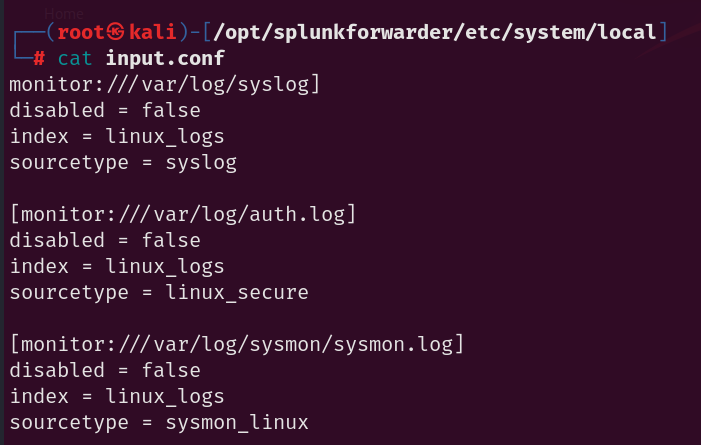 Home
┌──(root㉿kali)-[/opt/splunkforwarder/etc/system/local]
└─# cat input.conf
monitor:///var/log/syslog]
disabled = false
index = linux_logs
sourcetype = syslog
[monitor:///var/log/auth.log]
disabled = false
index = linux_logs
sourcetype = linux_secure
[monitor:///var/log/sysmon/sysmon.log]
disabled = false
index = linux_logs
sourcetype = sysmon_linux